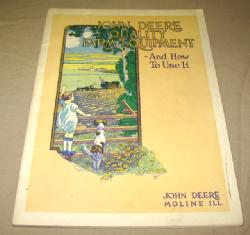 JOHN DEERE
QUALITY
FARM EQUIPMENT
-And How
To Use It
JOHN DEERE
MOLINE ILL.